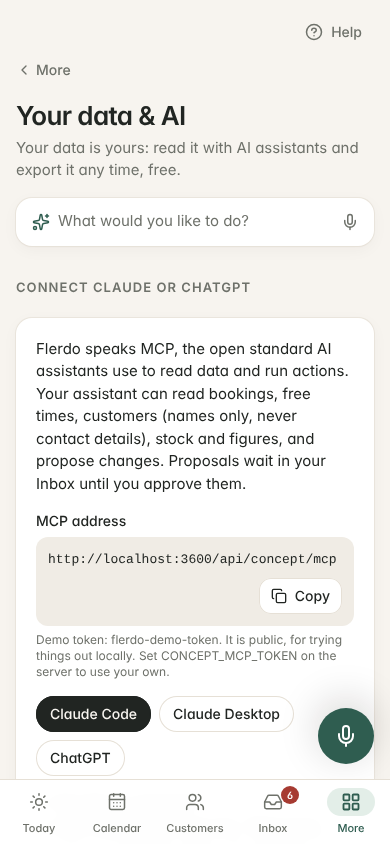 Help
More
Your data & AI
Your data is yours: read it with AI assistants and
export it any time, free.
What would you like to do?
CONNECT CLAUDE OR CHATGPT
Flerdo speaks MCP, the open standard AI
assistants use to read data and run actions.
Your assistant can read bookings, free
times, customers (names only, never
contact details), stock and figures, and
propose changes. Proposals wait in your
Inbox until you approve them.
MCP address
http://localhost:3600/api/concept/mcp
Copy
Demo token: flerdo-demo-token. It is public, for trying
things out locally. Set CONCEPT_MCP_TOKEN on the
server to use your own.
Claude Code
Claude Desktop
ChatGPT
6
Today
Calendar
Customers
Inbox
More